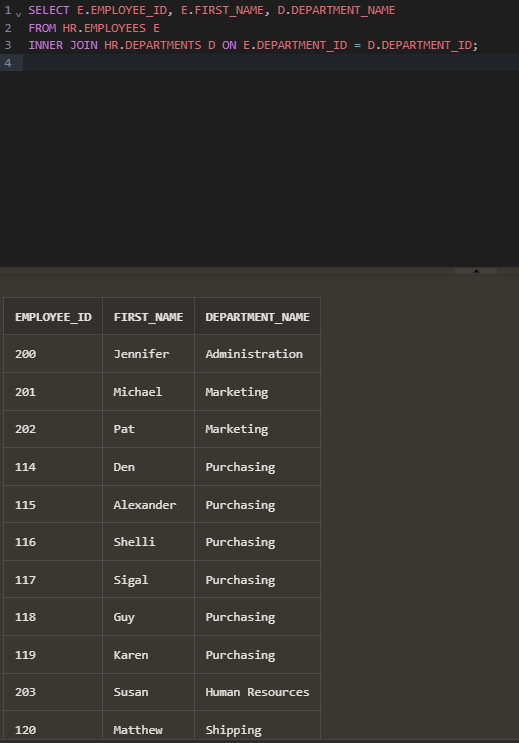 1 SELECT E.EMPLOYEE_ID, E.FIRST_NAME, D.DEPARTMENT_NAME
2 FROM HR.EMPLOYEES E
3 INNER JOIN HR.DEPARTMENTS D ON E.DEPARTMENT_ID = D.DEPARTMENT_ID;
4
EMPLOYEE_ID FIRST_NAME DEPARTMENT_NAME
200 Jennifer Administration
201 Michael Marketing
202 Pat Marketing
114 Den Purchasing
115 Alexander Purchasing
116 Shelli Purchasing
117 Sigal Purchasing
118 Guy Purchasing
119 Karen Purchasing
203 Susan Human Resources
120 Matthew Shipping